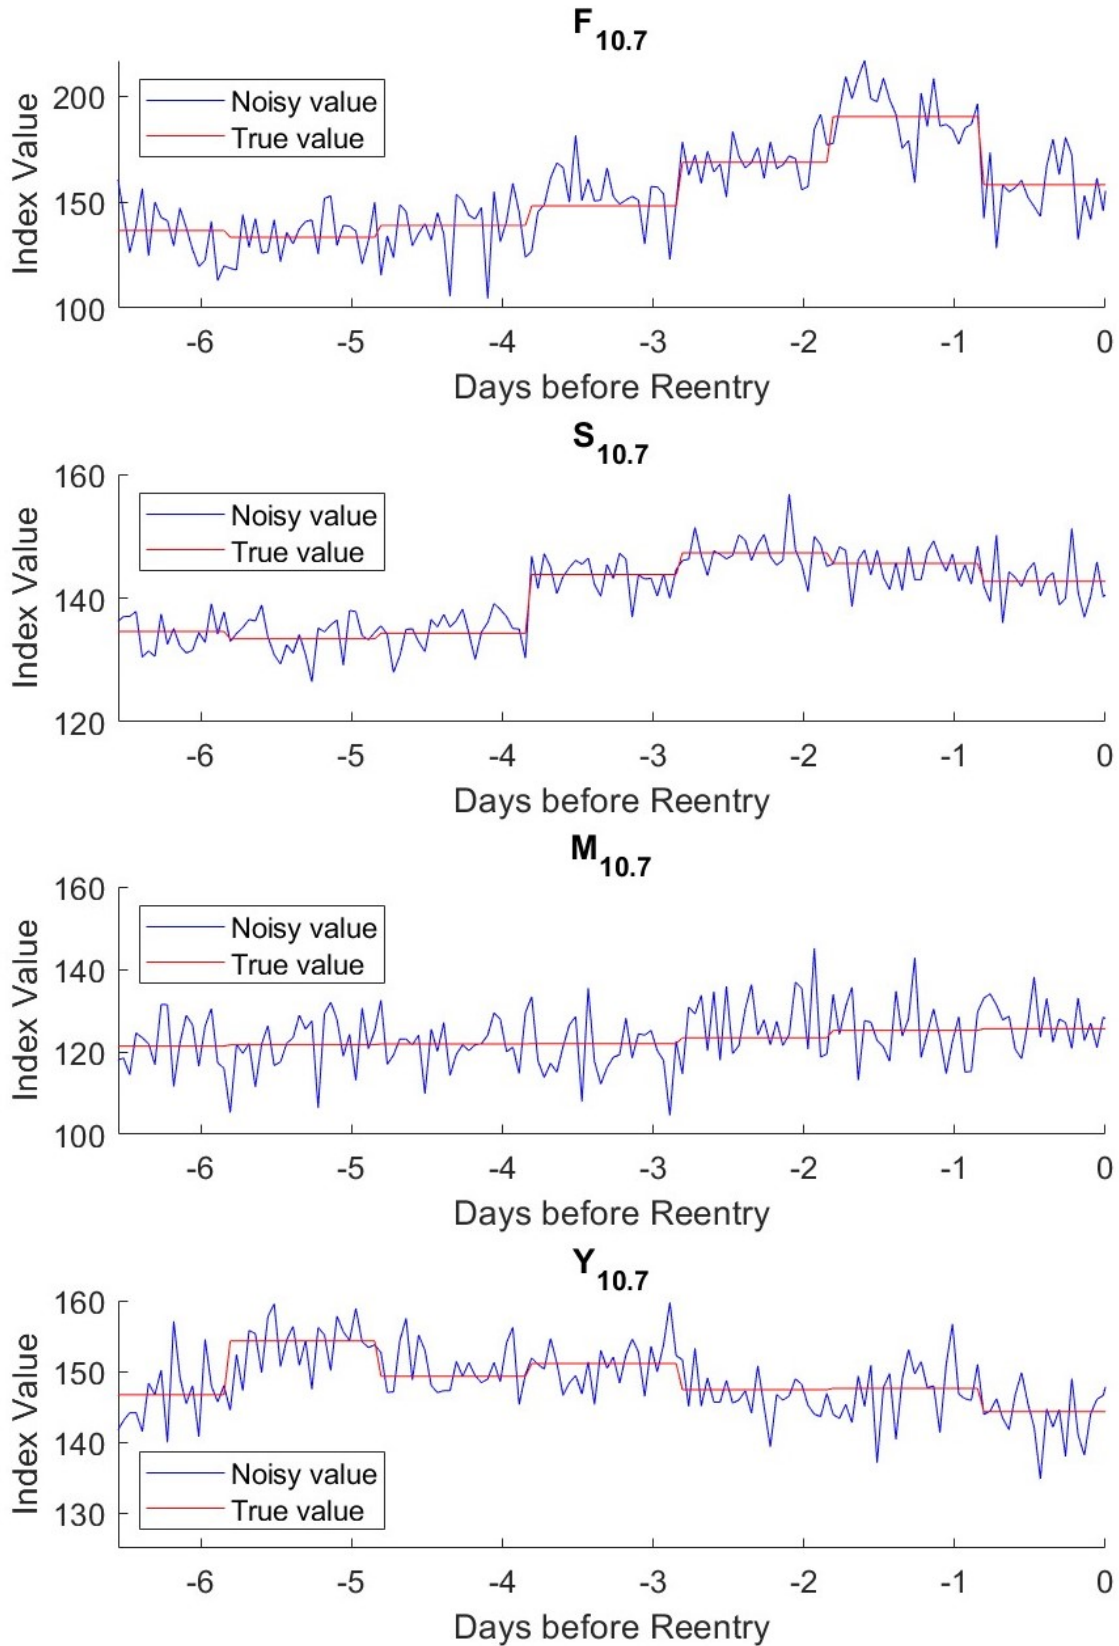 F10.7
Index Value
200
150
100
Noisy value
True value
-6 -5 -4 -3 -2 -1 0
Days before Reentry
S10.7
Index Value
160
140
120
Noisy value
True value
-6 -5 -4 -3 -2 -1 0
Days before Reentry
M10.7
Index Value
160
140
120
100
Noisy value
True value
-6 -5 -4 -3 -2 -1 0
Days before Reentry
Y10.7
Index Value
160
150
140
130
Noisy value
True value
-6 -5 -4 -3 -2 -1 0
Days before Reentry